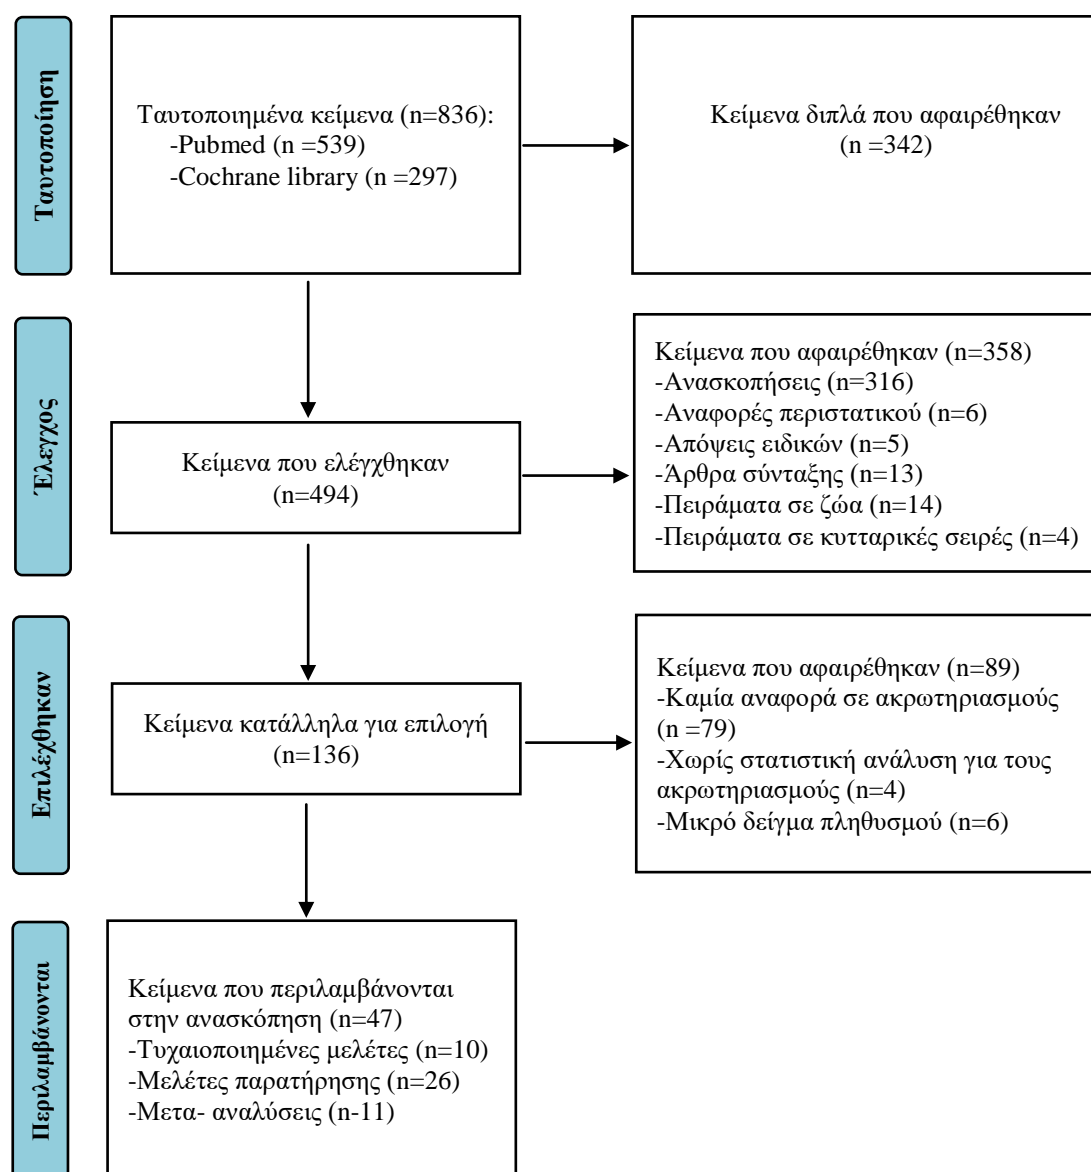 Ταυτοποίηση
Ταυτοποιημένα κείμενα (n=836):
-Pubmed (n =539)
-Cochrane library (n =297)
Κείμενα διπλά που αφαιρέθηκαν
(n =342)
Έλεγχος
Κείμενα που ελέγχθηκαν
(n=494)
Κείμενα που αφαιρέθηκαν (n=358)
-Ανασκοπήσεις (n=316)
-Αναφορές περιστατικού (n=6)
-Απόψεις ειδικών (n=5)
-Άρθρα σύνταξης (n=13)
-Πειράματα σε ζώα (n=14)
-Πειράματα σε κυτταρικές σειρές (n=4)
Επιλέχθηκαν
Κείμενα κατάλληλα για επιλογή
(n=136)
Κείμενα που αφαιρέθηκαν (n=89)
-Καμία αναφορά σε ακρωτηριασμούς
(n =79)
-Χωρίς στατιστική ανάλυση για τους
ακρωτηριασμούς (n=4)
-Μικρό δείγμα πληθυσμού (n=6)
Περιλαμβάνονται
Κείμενα που περιλαμβάνονται
στην ανασκόπηση (n=47)
-Τυχαιοποιημένες μελέτες (n=10)
-Μελέτες παρατήρησης (n=26)
-Μετα- αναλύσεις (n-11)